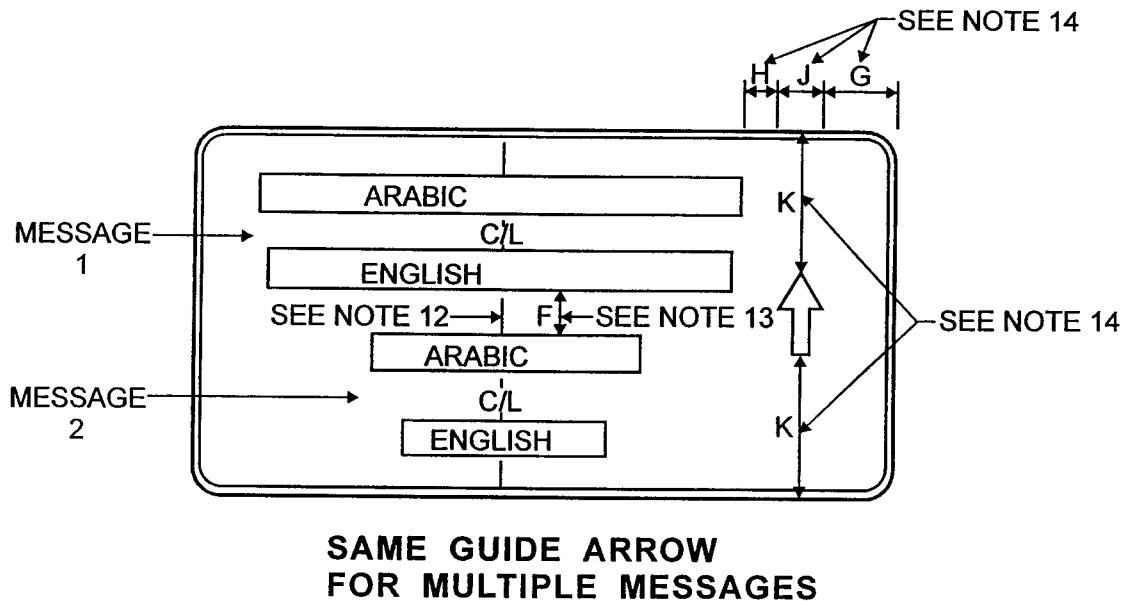 SEE NOTE 14
H J G
ARABIC
K
MESSAGE
1
C/L
ENGLISH
SEE NOTE 12 F SEE NOTE 13
SEE NOTE 14
ARABIC
MESSAGE
2
C/L
K
ENGLISH
SAME GUIDE ARROW
FOR MULTIPLE MESSAGES